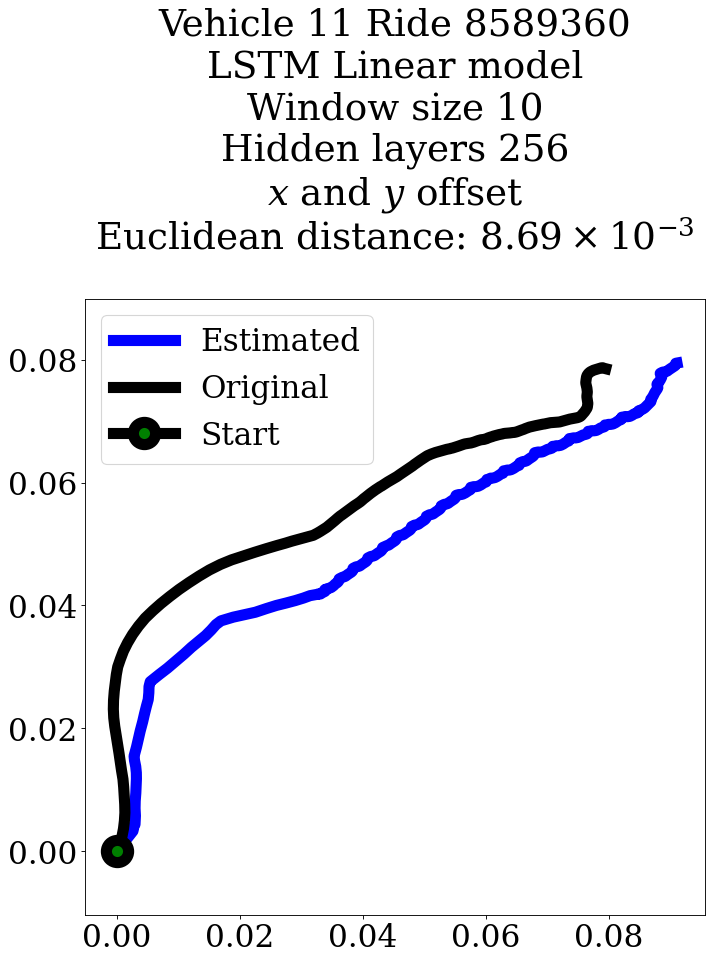 Vehicle 11 Ride 8589360
LSTM Linear model
Window size 10
Hidden layers 256
x and y offset
Euclidean distance: 8.69 × 10⁻³
Estimated
Original
Start
0.08
0.06
0.04
0.02
0.00
0.00 0.02 0.04 0.06 0.08